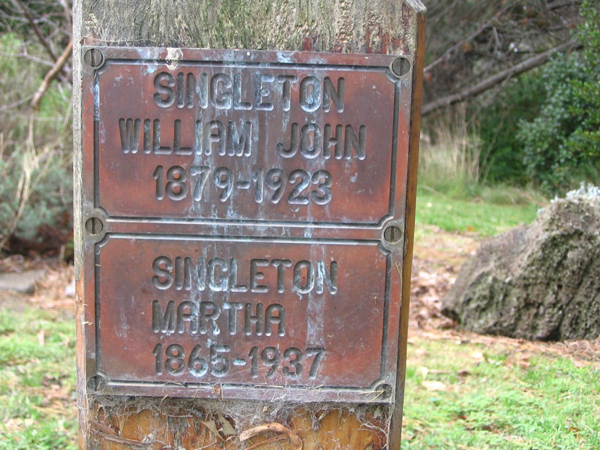 SINGLETON
WILLIAM JOHN
1879-1923
SINGLETON
MARTHA
1865-1937